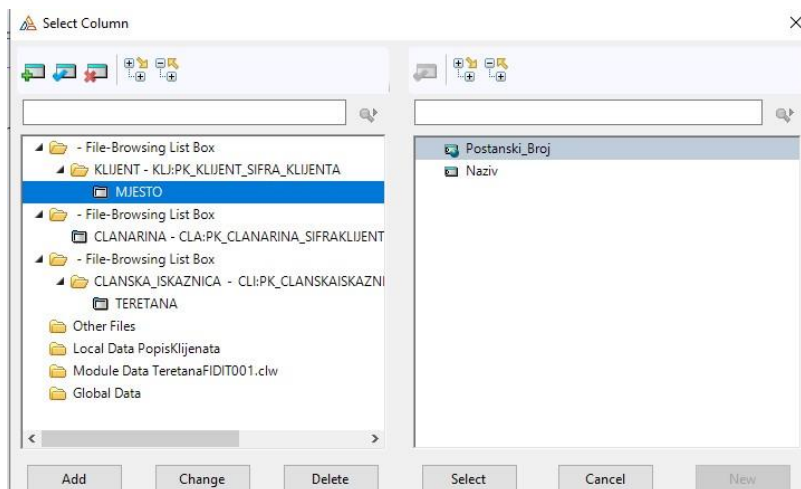 Select Column
- File-Browsing List Box
KLIJENT - KLJ:PK_KLIJENT_SIFRA_KLIJENTA
MJESTO
- File-Browsing List Box
CLANARINA - CLA:PK_CLANARINA_SIFRAKLIJENT
- File-Browsing List Box
CLANSKA_ISKAZNICA - CLI:PK_CLANSKAISKAZNI
TERETANA
Other Files
Local Data PopisKlijenata
Module Data TeretanaFIDIT001.clw
Global Data
Add Change Delete
Postanski_Broj
Naziv
Select Cancel New